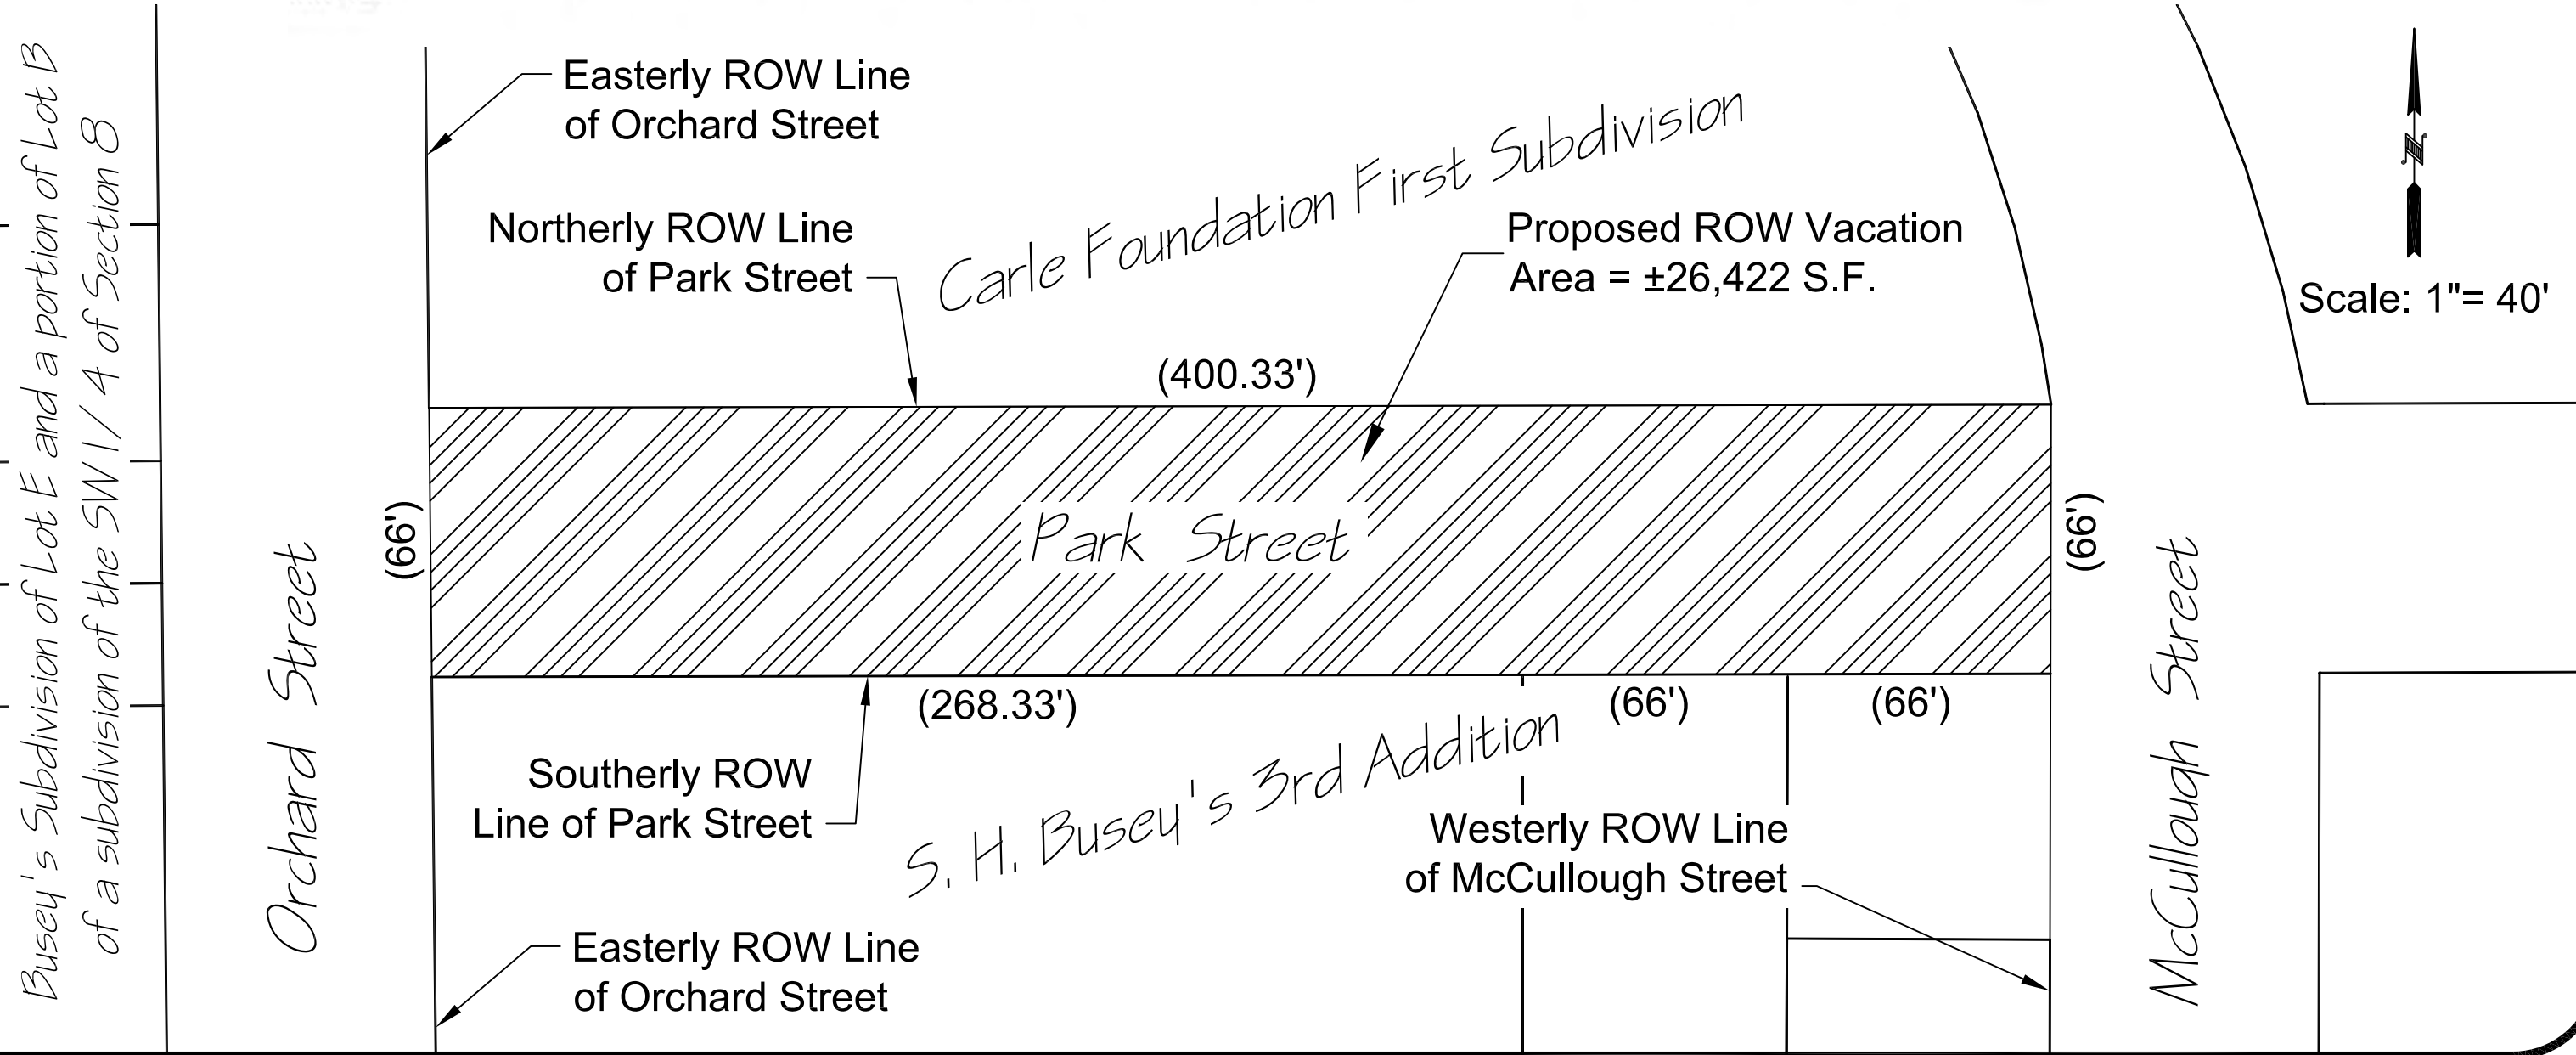 Busey's Subdivision of Lot E and a portion of Lot B
of a subdivision of the SW 1/4 of Section 8
Orchard Street
Easterly ROW Line
of Orchard Street
Northerly ROW Line
of Park Street
Carle Foundation First Subdivision
Proposed ROW Vacation
Area = ±26,422 S.F.
Scale: 1"= 40'
(400.33')
(66')
Park Street
(66')
(268.33')
(66')
(66')
Southerly ROW
Line of Park Street
S. H. Busey's 3rd Addition
Westerly ROW Line
of McCullough Street
McCullough Street
Easterly ROW Line
of Orchard Street
N